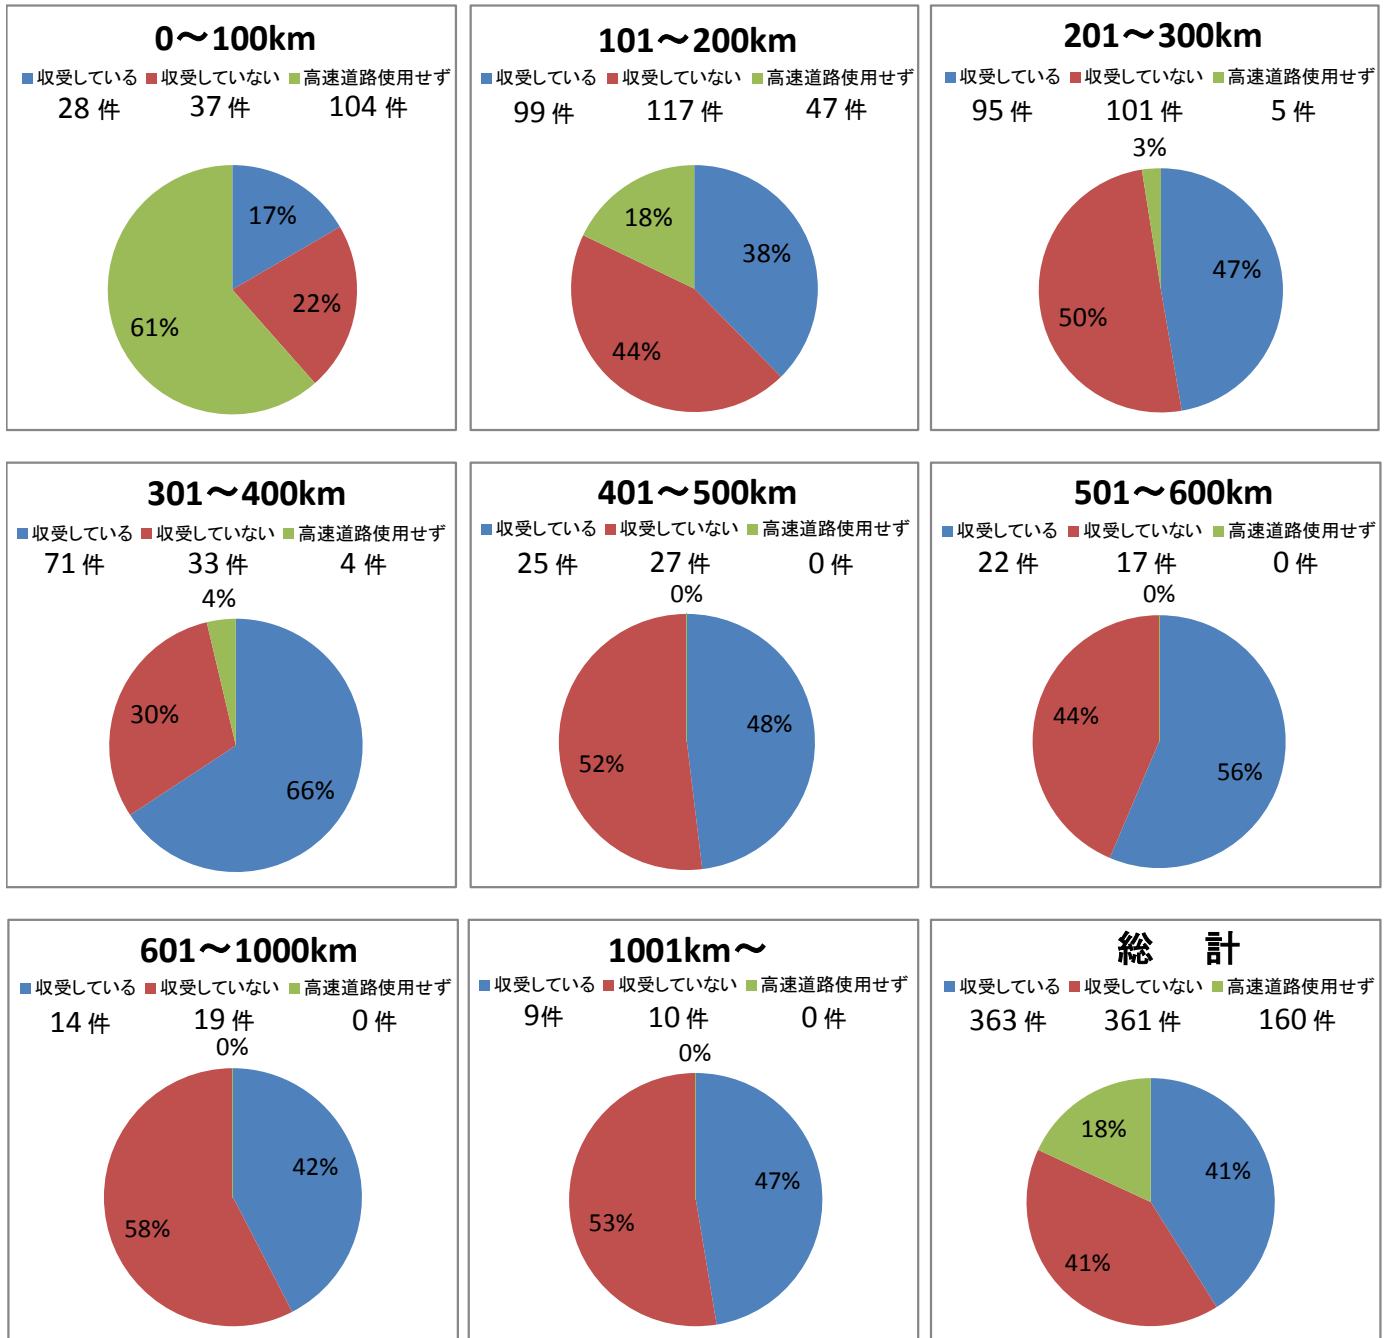 0～100km
収受している 収受していない 高速道路使用せず
28 件 37 件 104 件
17%
22%
61%
101～200km
収受している 収受していない 高速道路使用せず
99 件 117 件 47 件
18%
38%
44%
201～300km
収受している 収受していない 高速道路使用せず
95 件 101 件 5 件
3%
47%
50%
301～400km
収受している 収受していない 高速道路使用せず
71 件 33 件 4 件
4%
30%
66%
401～500km
収受している 収受していない 高速道路使用せず
25 件 27 件 0 件
0%
48%
52%
501～600km
収受している 収受していない 高速道路使用せず
22 件 17 件 0 件
0%
44%
56%
601～1000km
収受している 収受していない 高速道路使用せず
14 件 19 件 0 件
0%
42%
58%
1001km～
収受している 収受していない 高速道路使用せず
9件 10 件 0 件
0%
47%
53%
総 計
収受している 収受していない 高速道路使用せず
363 件 361 件 160 件
18%
41%
41%